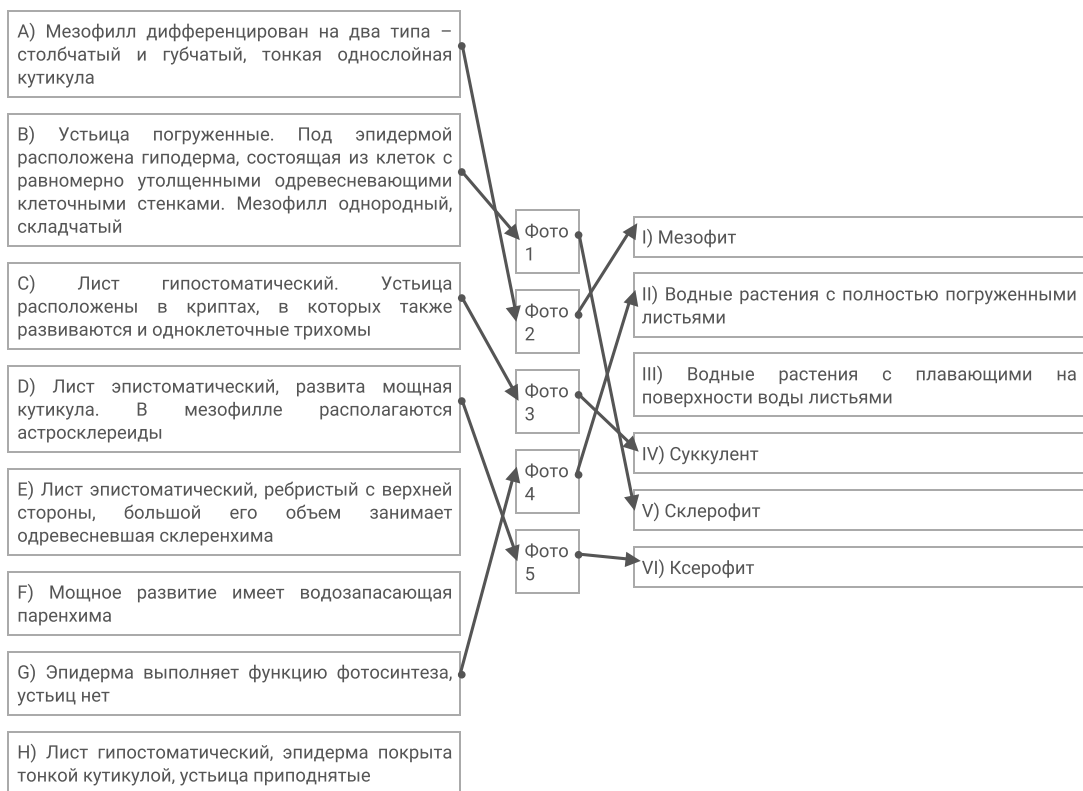 A) Мезофилл дифференцирован на два типа –
столбчатый и губчатый, тонкая однослойная
кутикула
B) Устьица погруженные. Под эпидермой
расположена гиподерма, состоящая из клеток с
равномерно утолщенными одревесневающими
клеточными стенками. Мезофилл однородный,
складчатый
C) Лист гипостоматический. Устьица
расположены в криптах, в которых также
развиваются и одноклеточные трихомы
D) Лист эпистоматический, развита мощная
кутикула. В мезофилле располагаются
астросклереиды
E) Лист эпистоматический, ребристый с верхней
стороны, большой его объем занимает
одревесневшая склеренхима
F) Мощное развитие имеет водозапасающая
паренхима
G) Эпидерма выполняет функцию фотосинтеза,
устьиц нет
H) Лист гипостоматический, эпидерма покрыта
тонкой кутикулой, устьица приподнятые
Фото
1
Фото
2
Фото
3
Фото
4
Фото
5
I) Мезофит
II) Водные растения с полностью погруженными
листьями
III) Водные растения с плавающими на
поверхности воды листьями
IV) Суккулент
V) Склерофит
VI) Ксерофит